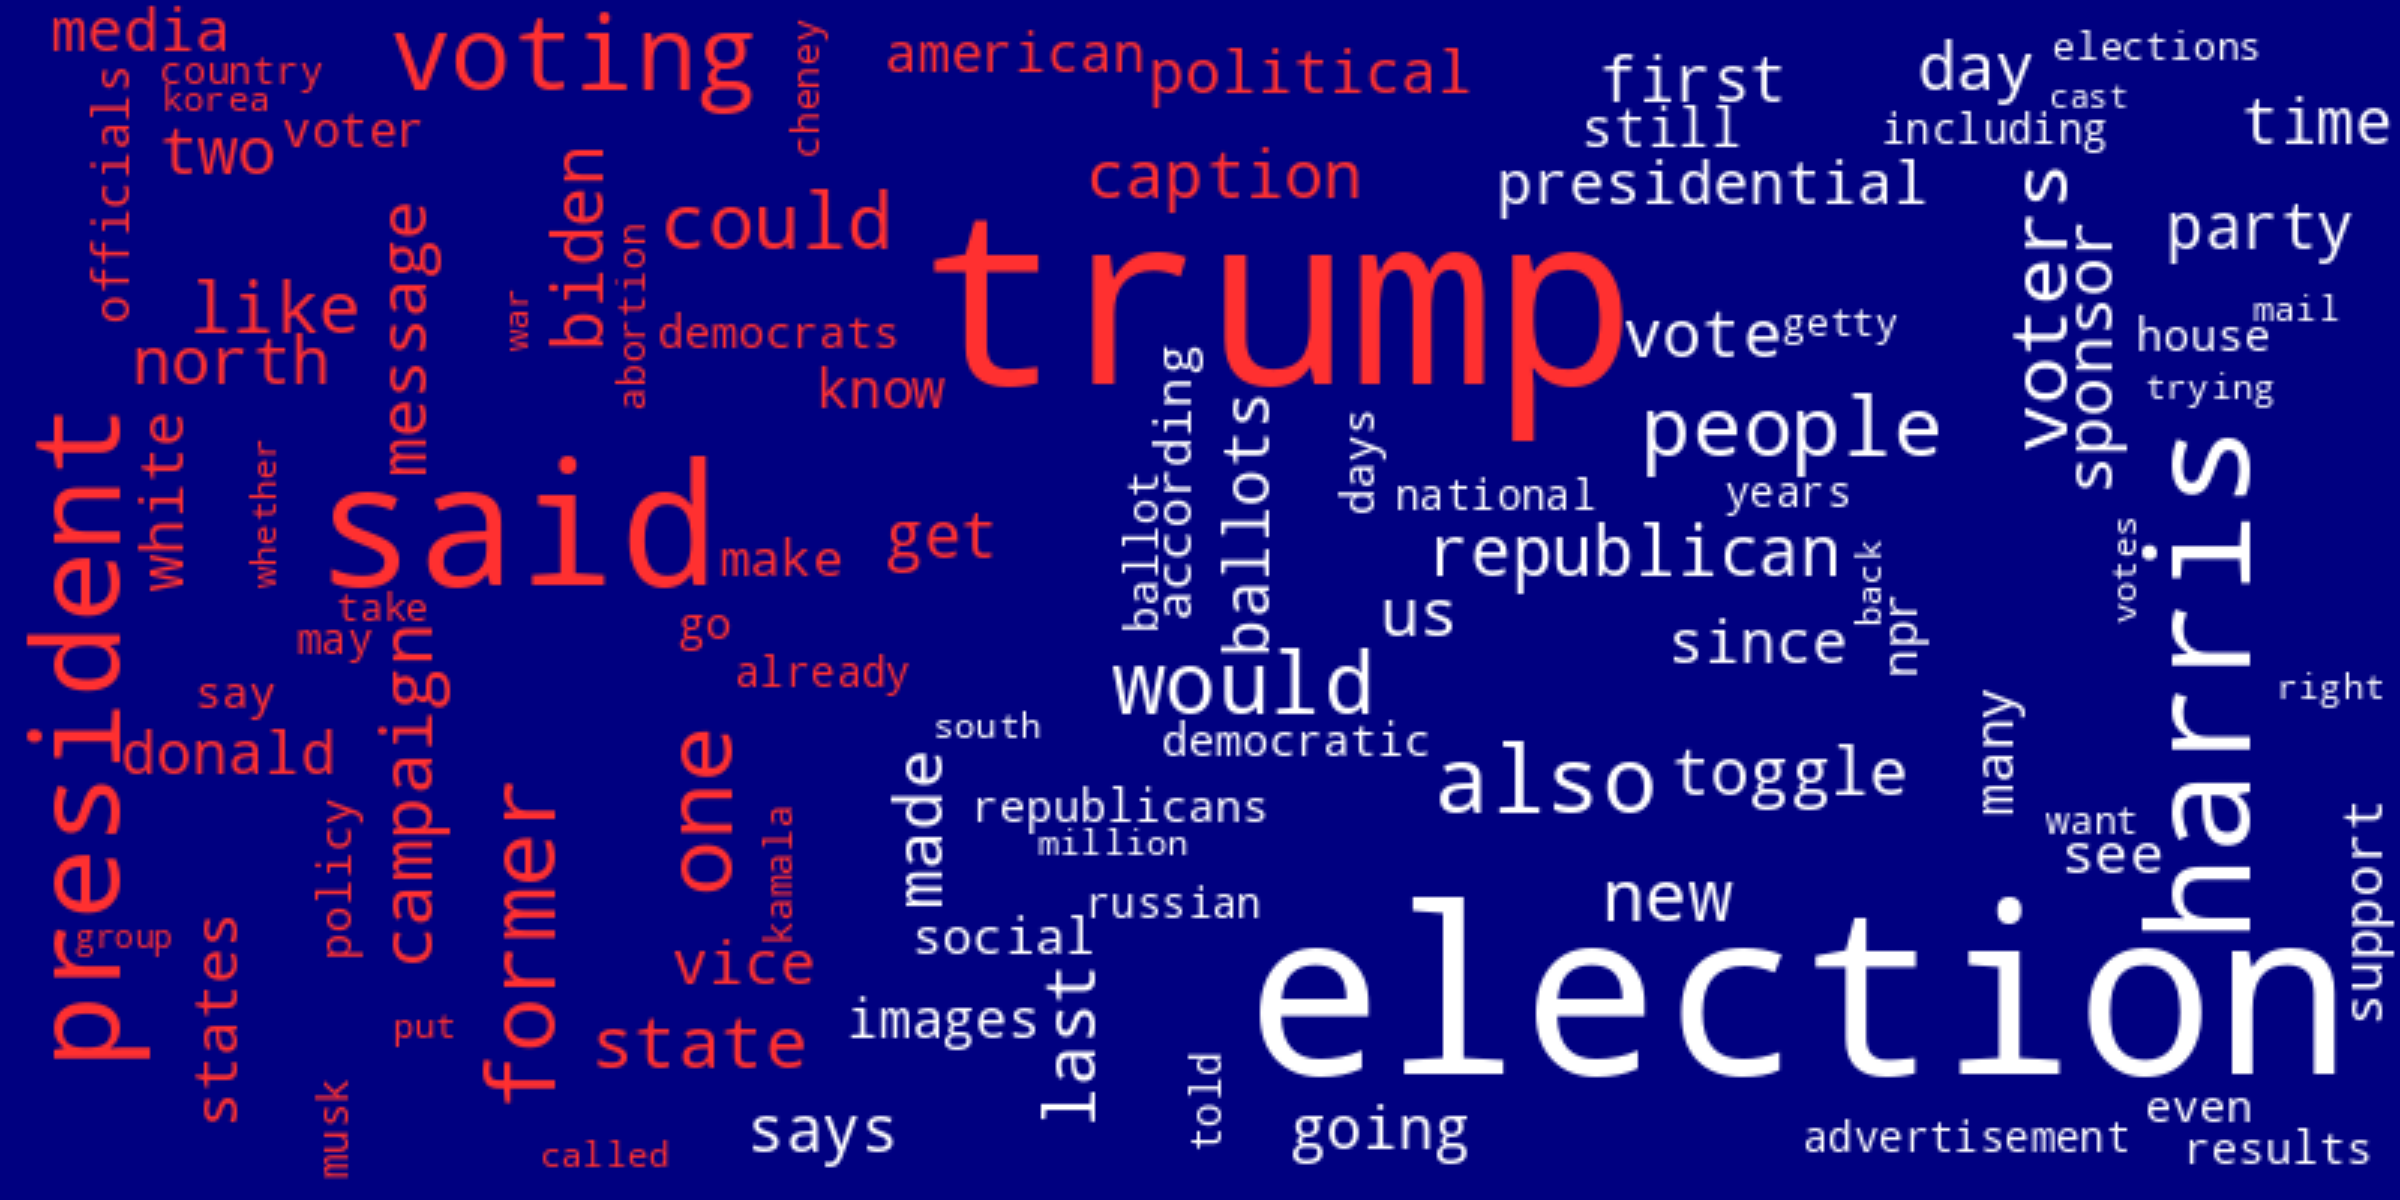 media
voting
cheney
american
political
first
day
elections
country
korea
officials
two
voter
still
cast
including
time
caption
presidential
biden
could
message
abortion
war
like
north
democrats
know
trump
vote
getty
voters
sponsor
party
mail
house
trying
people
according
ballot
ballots
days
national
years
republican
president
white
whether
said
make
get
take
may
go
already
us
since
back
npr
votes
harris
right
say
donald
campaign
would
democratic
south
also
toggle
many
one
kamala
made
republicans
million
want
see
support
policy
former
group
states
vice
russian
social
new
last
images
election
put
state
musk
called
says
told
going
advertisement
even
results